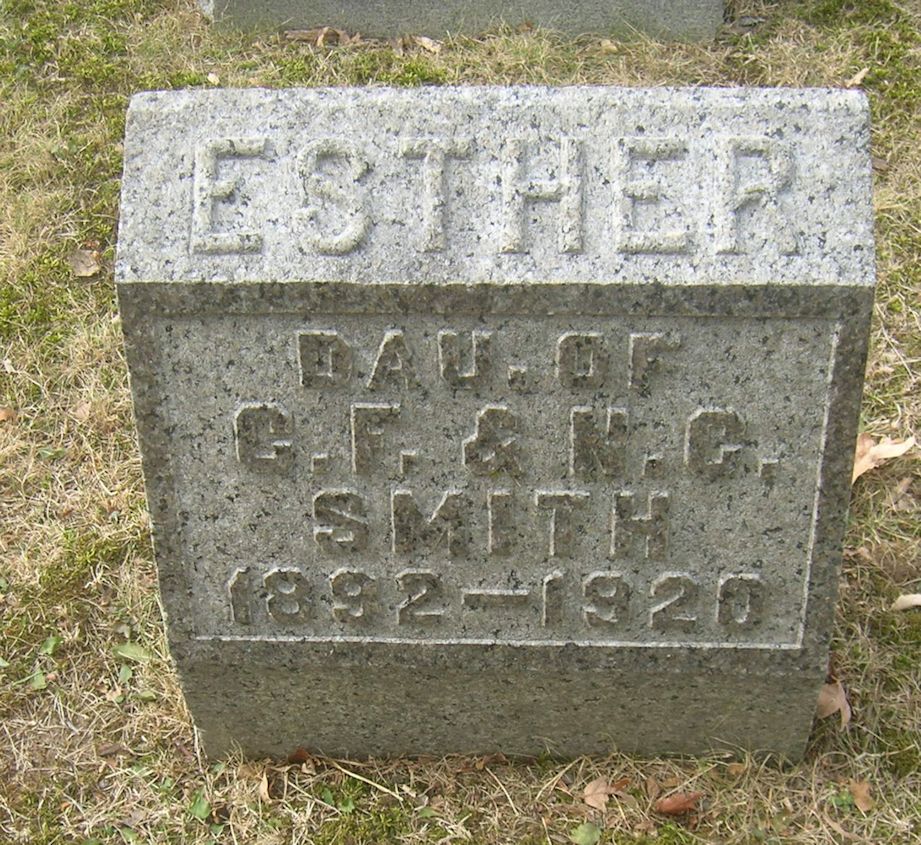 ESTHER
DAU. OF
C. F. & N. C.
SMITH
1892—1920